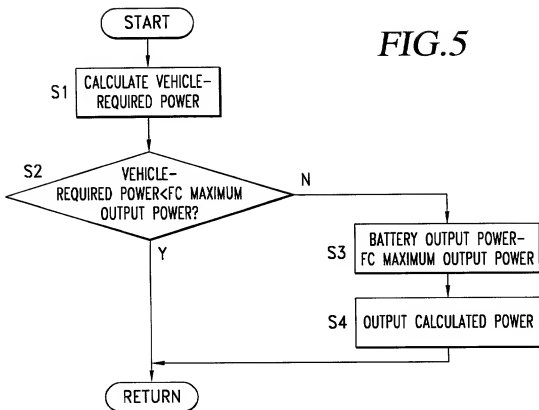 START
FIG.5
S1
CALCULATE VEHICLE-
REQUIRED POWER
S2
VEHICLE-
REQUIRED POWER<FC MAXIMUM
OUTPUT POWER?
N
Y
S3
BATTERY OUTPUT POWER-
FC MAXIMUM OUTPUT POWER
S4
OUTPUT CALCULATED POWER
RETURN